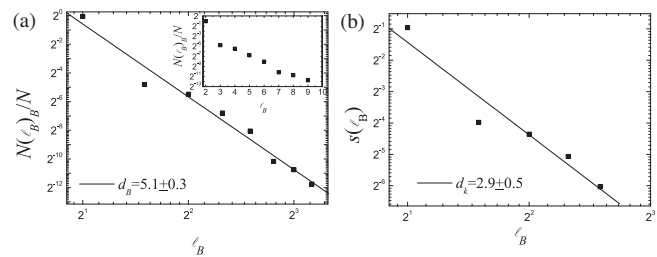 (a)
N(ℓ_B)_B/N
2^0
2^-2
2^-4
2^-6
2^-8
2^-10
2^-12
2^1 2^2 2^3
ℓ_B
d_B=5.1±0.3
N(ℓ_B)_B/N
2^-13
2 3 4 5 6 7 8 9 10
ℓ_B
(b)
s(ℓ_B)
2^-1
2^-2
2^-3
2^-4
2^-5
2^-6
2^1 2^2 2^3
ℓ_B
d_k=2.9±0.5